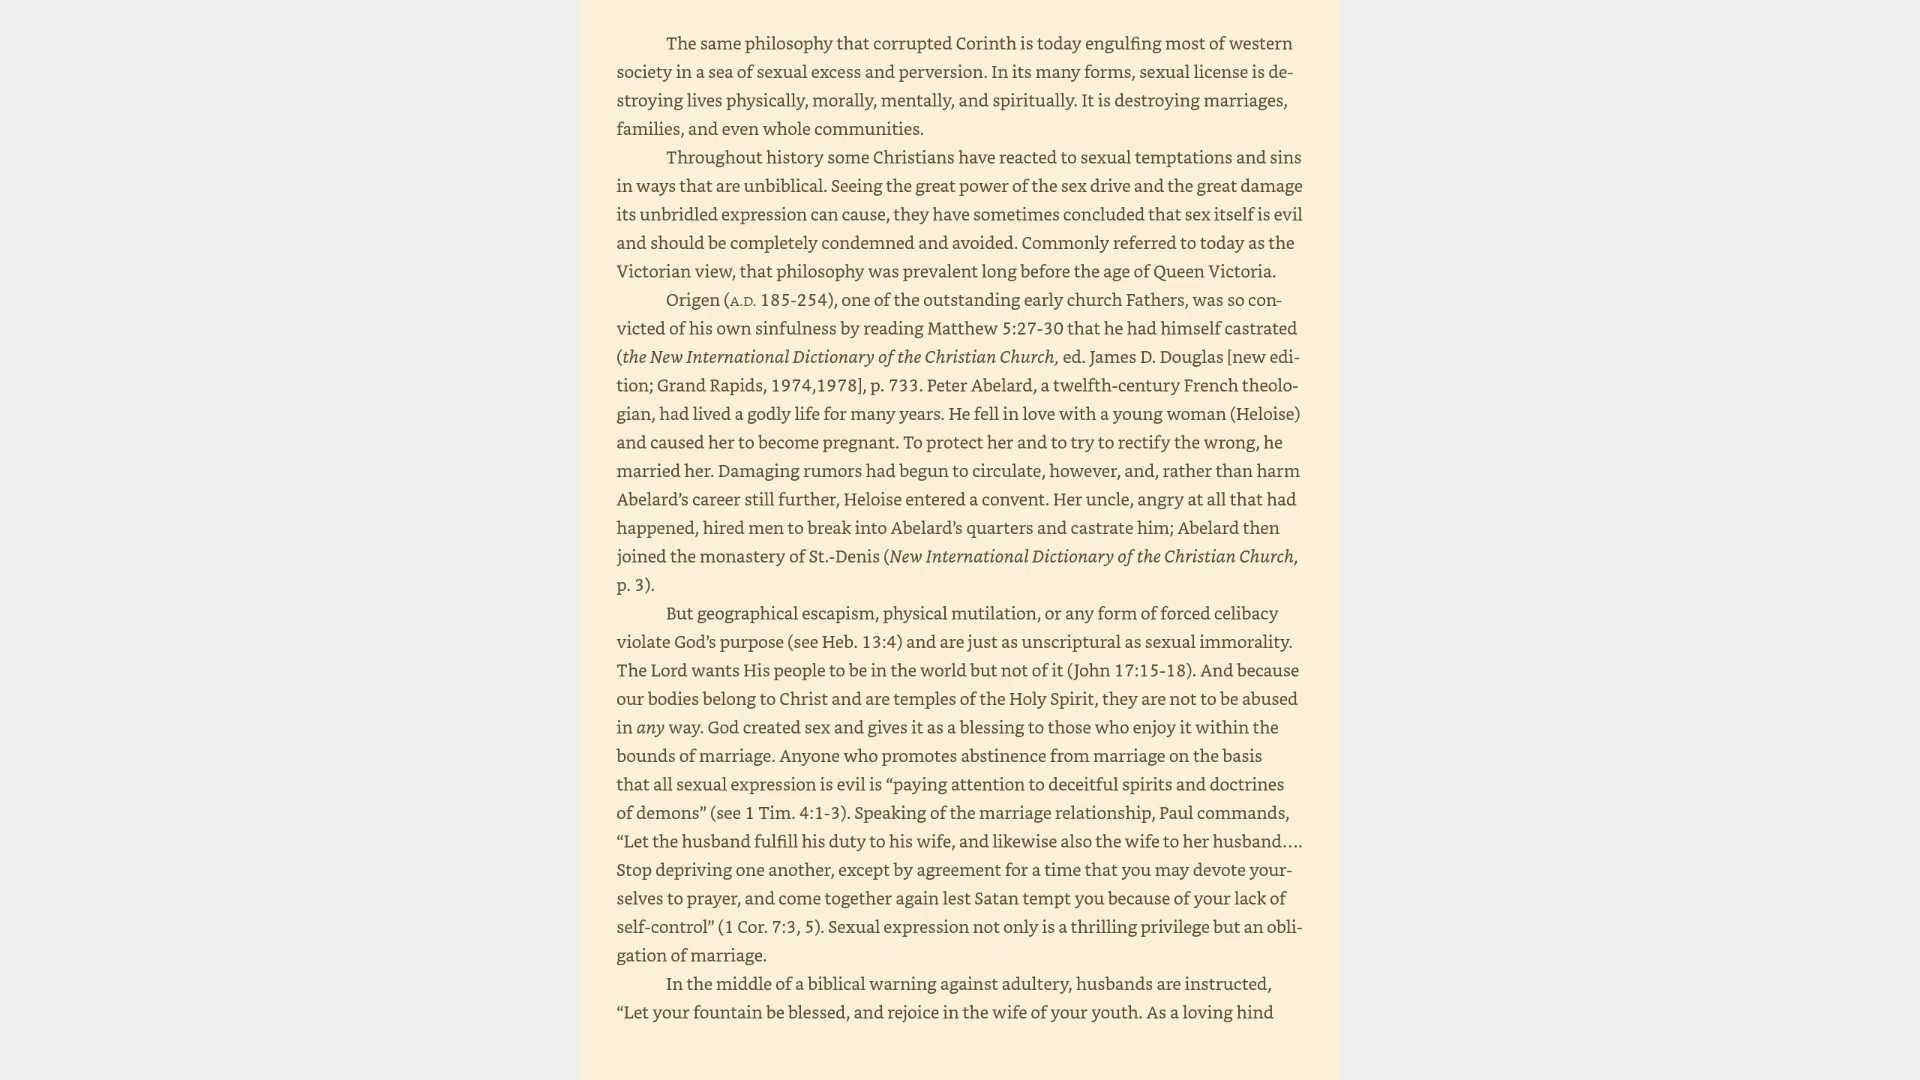 The same philosophy that corrupted Corinth is today engulfing most of western
society in a sea of sexual excess and perversion. In its many forms, sexual license is de-
stroying lives physically, morally, mentally, and spiritually. It is destroying marriages,
families, and even whole communities.
Throughout history some Christians have reacted to sexual temptations and sins
in ways that are unbiblical. Seeing the great power of the sex drive and the great damage
its unbridled expression can cause, they have sometimes concluded that sex itself is evil
and should be completely condemned and avoided. Commonly referred to today as the
Victorian view, that philosophy was prevalent long before the age of Queen Victoria.
Origen (A.D. 185-254), one of the outstanding early church Fathers, was so con-
victed of his own sinfulness by reading Matthew 5:27-30 that he had himself castrated
(the New International Dictionary of the Christian Church, ed. James D. Douglas [new edi-
tion; Grand Rapids, 1974,1978], p. 733. Peter Abelard, a twelfth-century French theolo-
gian, had lived a godly life for many years. He fell in love with a young woman (Heloise)
and caused her to become pregnant. To protect her and to try to rectify the wrong, he
married her. Damaging rumors had begun to circulate, however, and, rather than harm
Abelard’s career still further, Heloise entered a convent. Her uncle, angry at all that had
happened, hired men to break into Abelard’s quarters and castrate him; Abelard then
joined the monastery of St.-Denis (New International Dictionary of the Christian Church,
p. 3).
But geographical escapism, physical mutilation, or any form of forced celibacy
violate God’s purpose (see Heb. 13:4) and are just as unscriptural as sexual immorality.
The Lord wants His people to be in the world but not of it (John 17:15-18). And because
our bodies belong to Christ and are temples of the Holy Spirit, they are not to be abused
in any way. God created sex and gives it as a blessing to those who enjoy it within the
bounds of marriage. Anyone who promotes abstinence from marriage on the basis
that all sexual expression is evil is “paying attention to deceitful spirits and doctrines
of demons” (see 1 Tim. 4:1-3). Speaking of the marriage relationship, Paul commands,
“Let the husband fulfill his duty to his wife, and likewise also the wife to her husband….
Stop depriving one another, except by agreement for a time that you may devote your-
selves to prayer, and come together again lest Satan tempt you because of your lack of
self-control” (1 Cor. 7:3, 5). Sexual expression not only is a thrilling privilege but an obli-
gation of marriage.
In the middle of a biblical warning against adultery, husbands are instructed,
“Let your fountain be blessed, and rejoice in the wife of your youth. As a loving hind